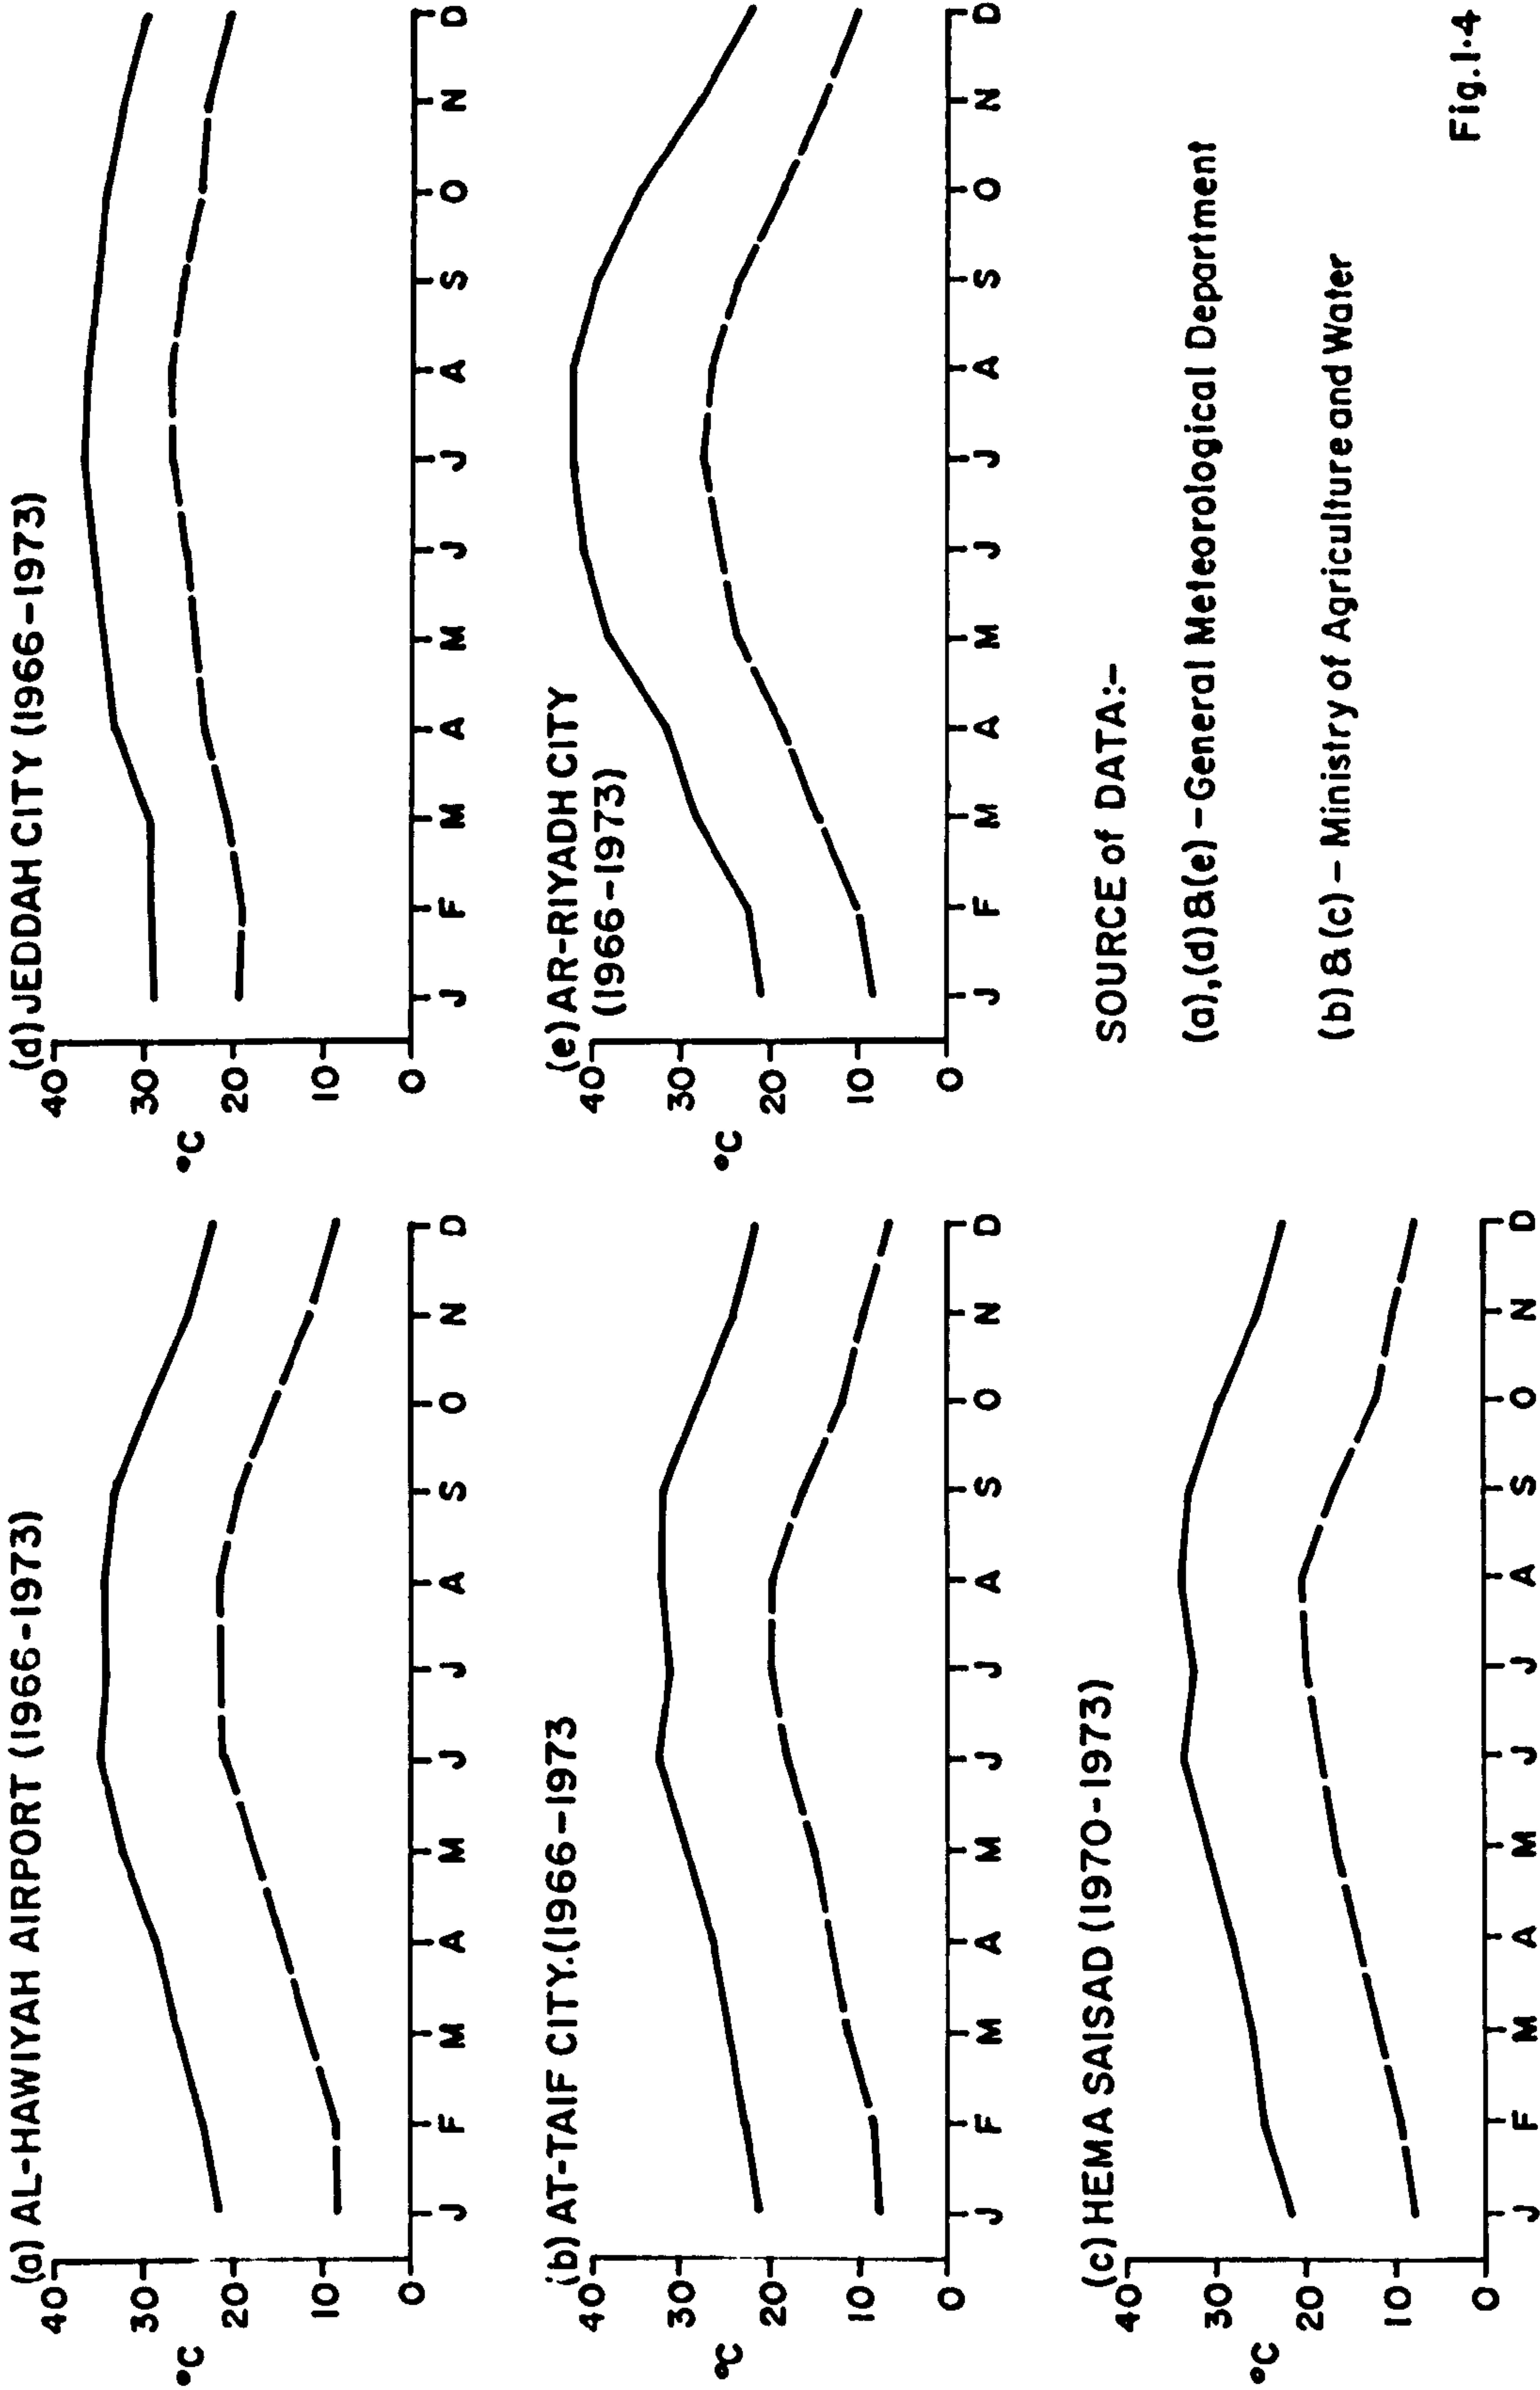 (a) AL-HAWIYAH AIRPORT (1966-1973)
40
30
20
10
0
°C
J F M A M J J A S O N D
(b) AT-TAIF CITY.(1966-1973
40
30
20
10
0
°C
J F M A M J J A S O N D
(c) HEMA SAISAD (1970-1973)
40
30
20
10
0
°C
J F M A M J J A S O N D
(d) JEDDAH CITY (1966-1973)
40
30
20
10
0
°C
J F M A M J J A S O N D
(e) AR-RIYADH CITY
(1966-1973)
40
30
20
10
0
°C
J F M A M J J A S O N D
SOURCE of DATA:-
(a),(d)&(e) - General Meteorological Department
(b)&(c) - Ministry of Agriculture and Water
Fig.1·4